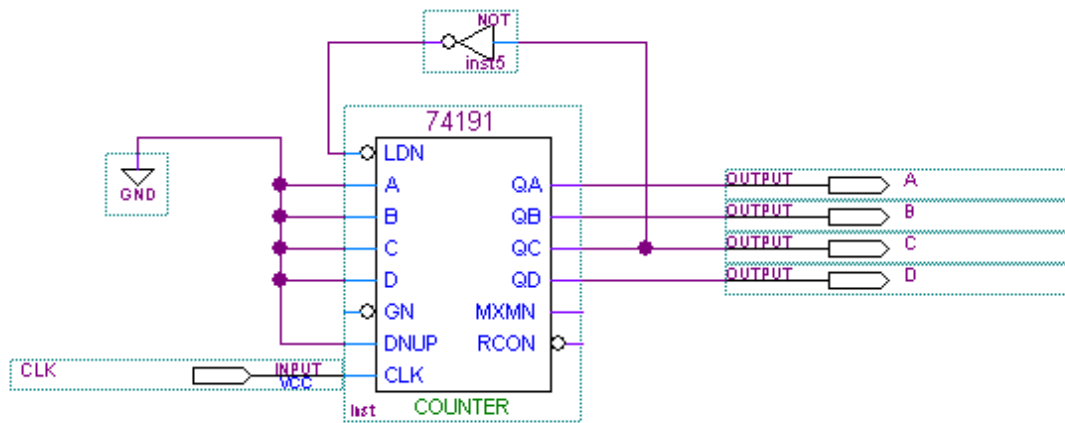 NOT
inst5
74191
LDN
A QA OUTPUT A
B QB OUTPUT B
C QC OUTPUT C
D QD OUTPUT D
GN MXMN
DNUP RCON
CLK
GND
CLK INPUT
VCC
inst COUNTER